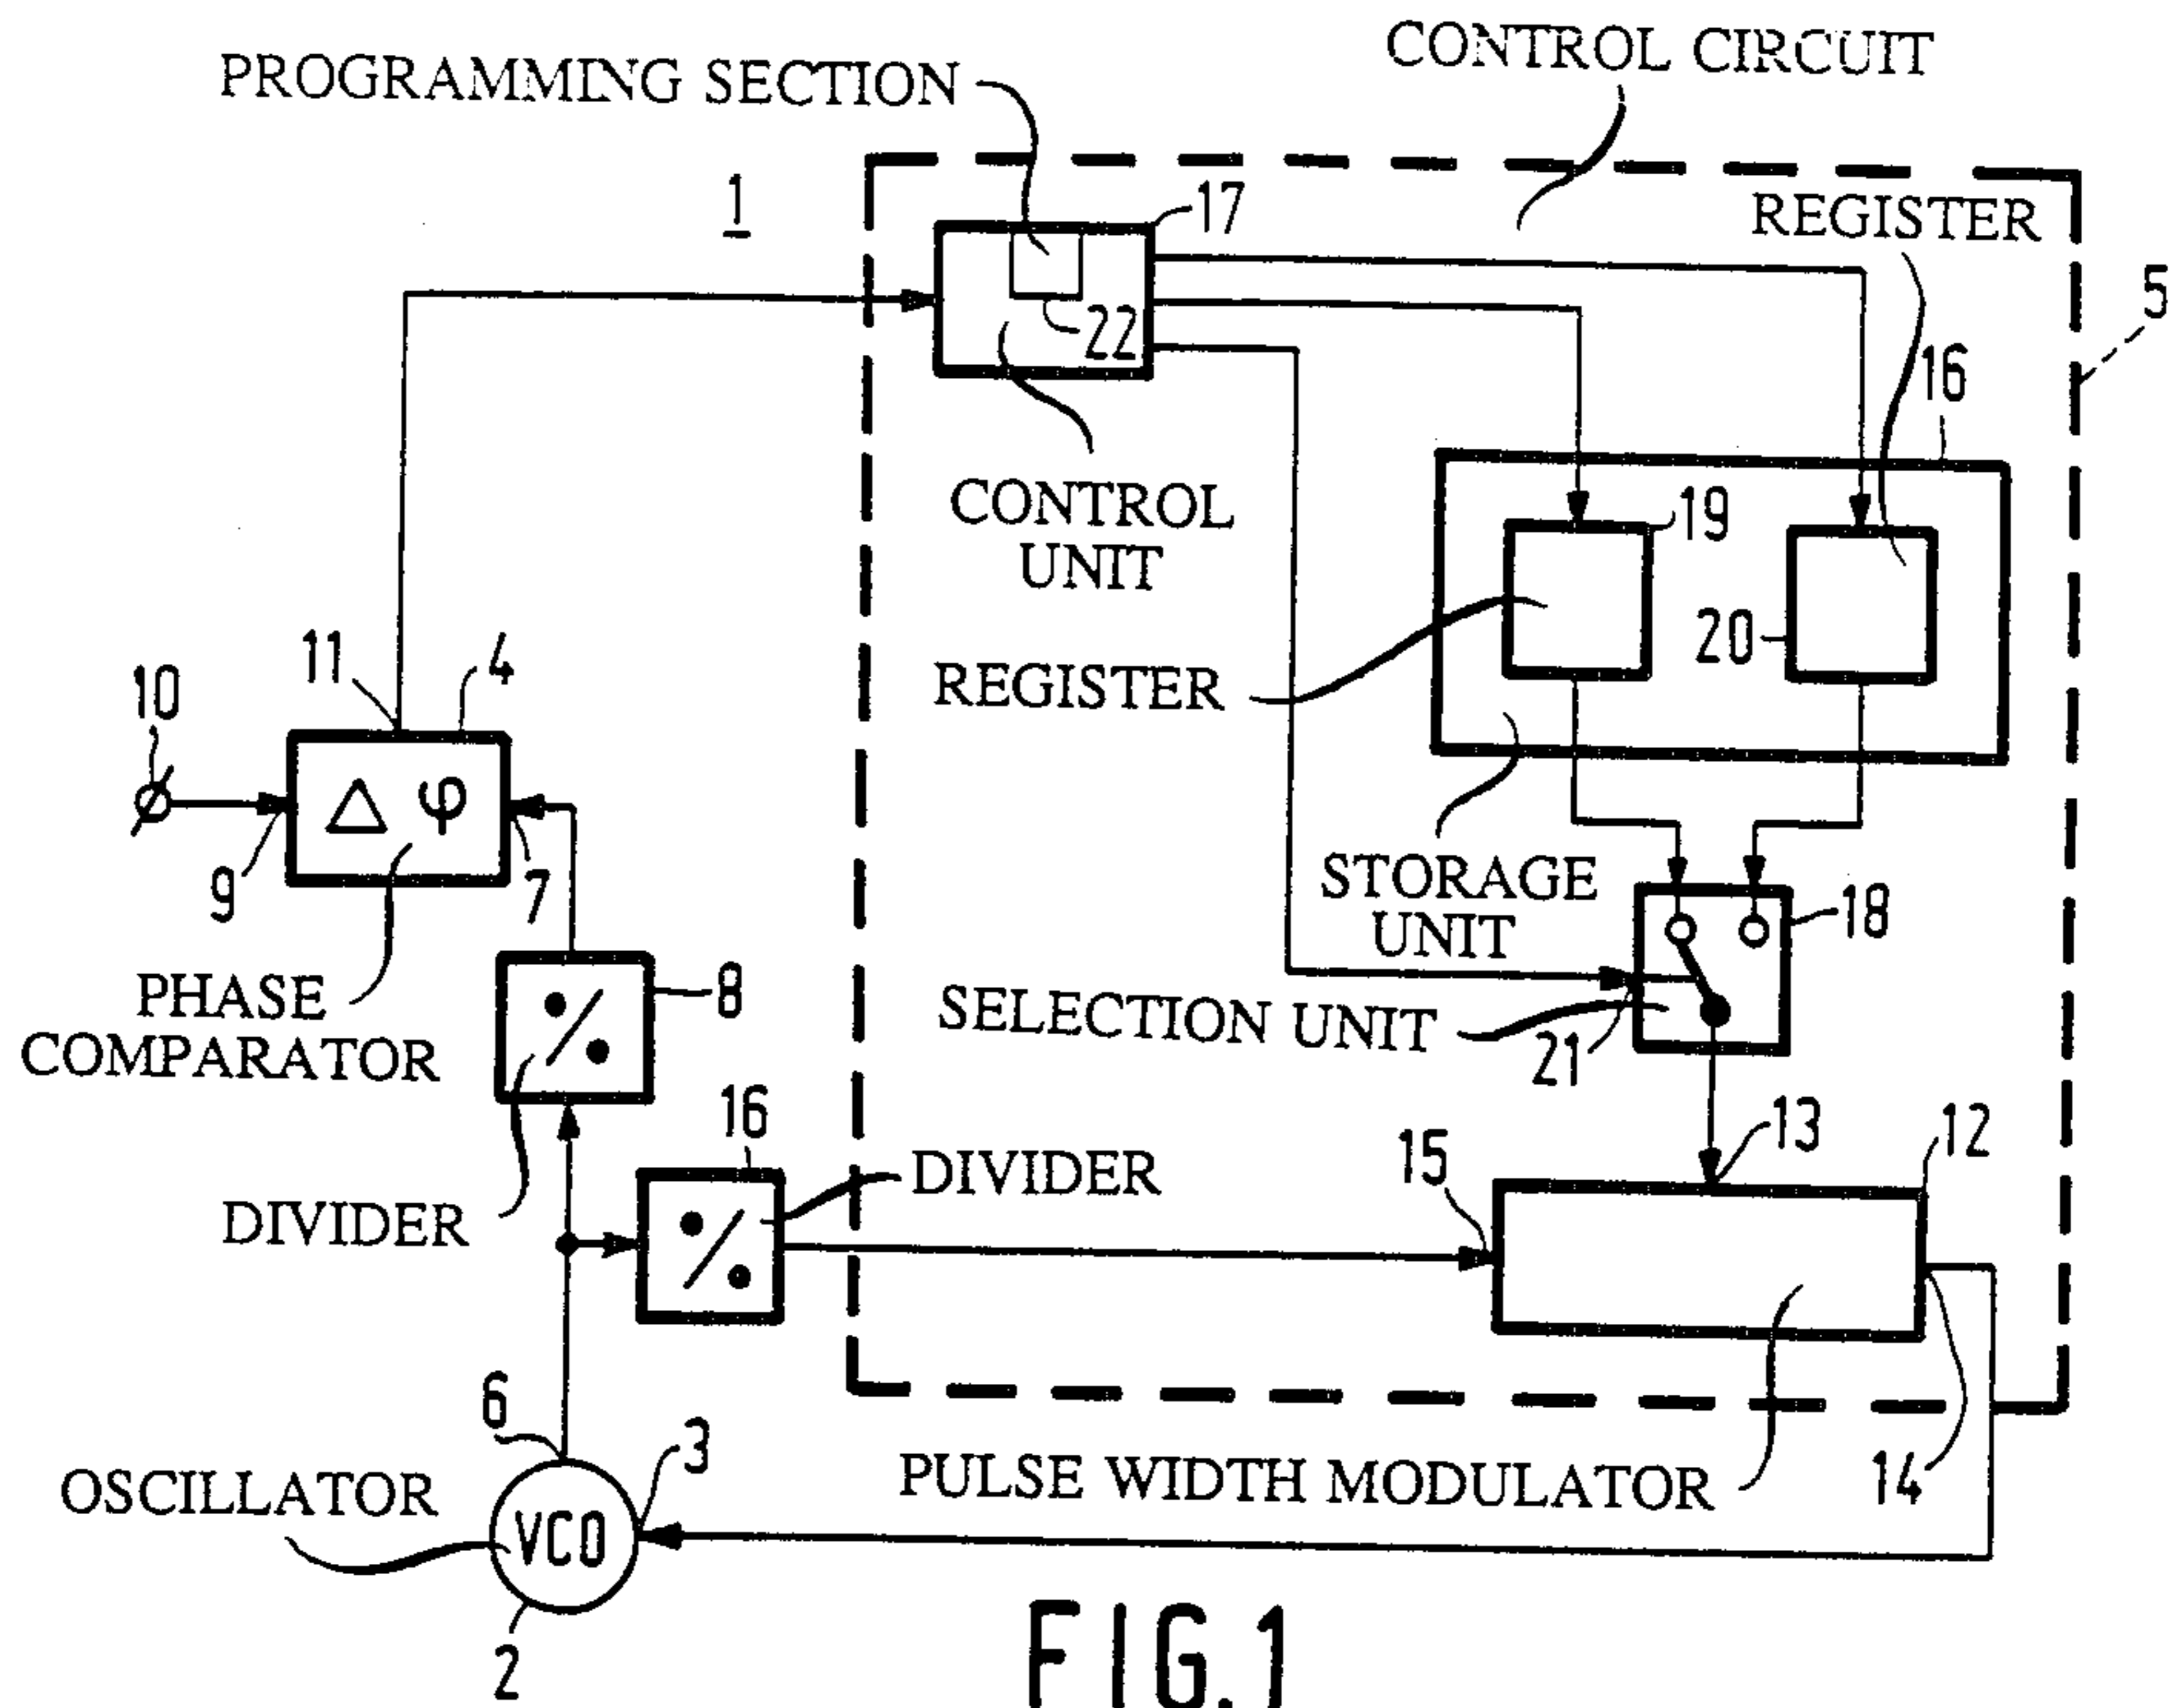 CONTROL CIRCUIT
PROGRAMMING SECTION
1
17
REGISTER
5
22
16
CONTROL
UNIT
19
20
REGISTER
11
4
10
Δ φ
9
7
STORAGE
UNIT
18
8
PHASE
COMPARATOR
SELECTION UNIT
21
16
13
12
15
DIVIDER
DIVIDER
6
3
14
PULSE WIDTH MODULATOR
OSCILLATOR
VCO
2
FIG.1